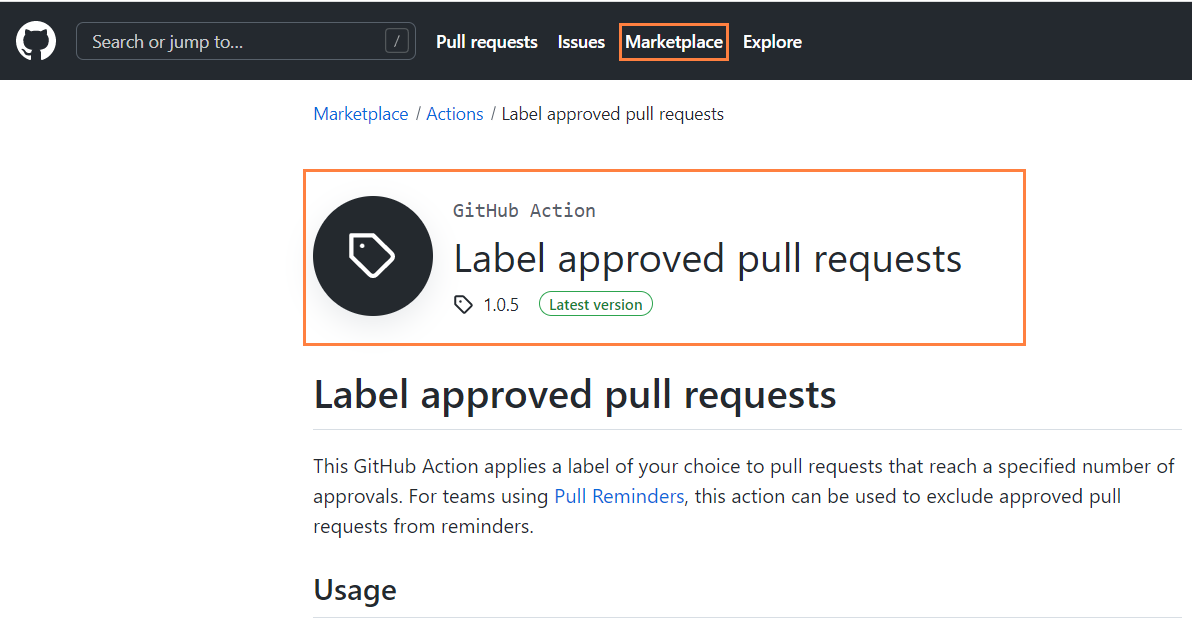 Search or jump to... / Pull requests Issues Marketplace Explore
Marketplace / Actions / Label approved pull requests
GitHub Action
Label approved pull requests
1.0.5 Latest version
Label approved pull requests
This GitHub Action applies a label of your choice to pull requests that reach a specified number of
approvals. For teams using Pull Reminders, this action can be used to exclude approved pull
requests from reminders.
Usage